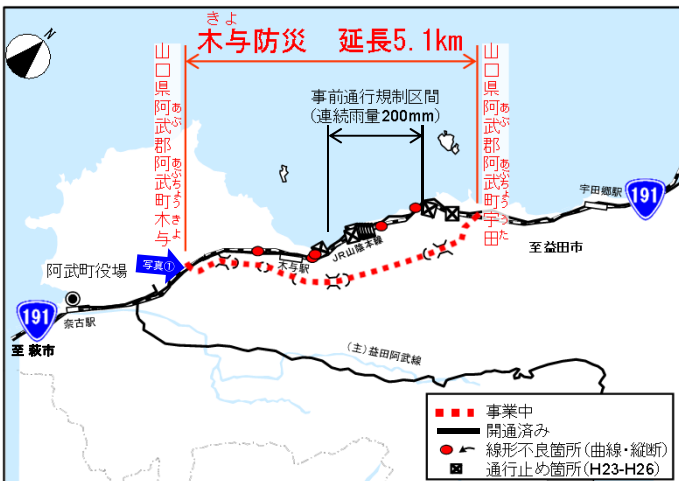 N
きよ
木与防災 延長5.1km
山口県阿武郡阿武町木与
あぶ
あぶちょう
きよ
事前通行規制区間
(連続雨量200mm)
山口県阿武郡阿武町宇田
あぶ
あぶちょう
うた
宇田郷駅
191
至益田市
JR山陰本線
木与駅
写真①
阿武町役場
191
奈古駅
至 萩市
(主)益田阿武線
事業中
開通済み
線形不良箇所(曲線・縦断)
通行止め箇所(H23-H26)